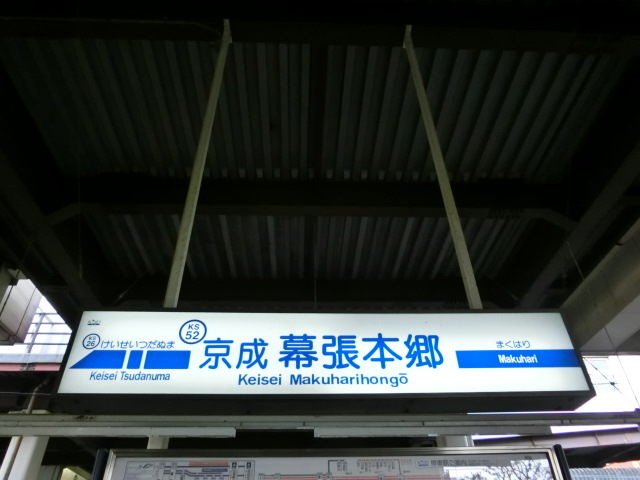 KS
26
けいせいつだぬま
Keisei Tsudanuma
KS
52
京成 幕張本郷
Keisei Makuharihongō
まくはり
Makuhari